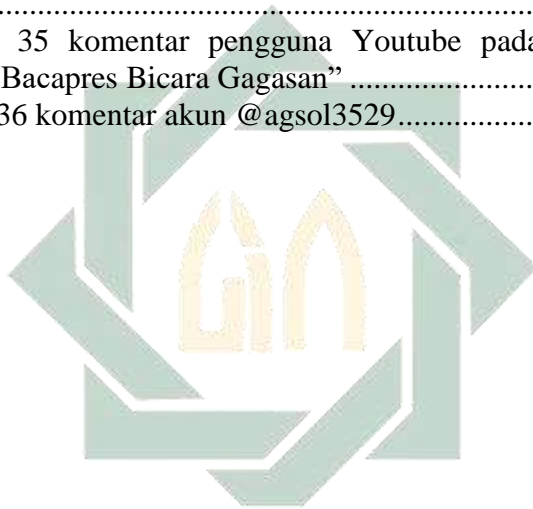 ....................................................................
35 komentar pengguna Youtube pada
Bacapres Bicara Gagasan” ........................
36 komentar akun @agsol3529..................